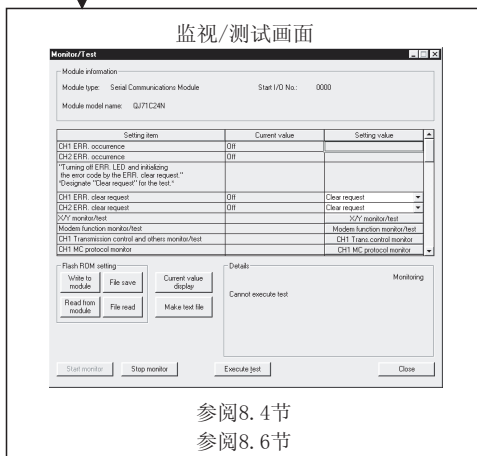 监视/测试画面
Monitor/Test
Module information
Module type: Serial Communications Module Start I/O No.: 0000
Module model name: QJ71C24N
Setting item Current value Setting value
CH1 ERR. occurrence Off
CH2 ERR. occurrence Off
"Turning off ERR. LED and initializing
the error code by the ERR. clear request."
*Designate "Clear request" for the test.*
CH1 ERR. clear request Off Clear request
CH2 ERR. clear request Off Clear request
X/Y monitor/test X/Y monitor/test
Modem function monitor/test Modem function monitor/test
CH1 Transmission control and others monitor/test CH1 Trans.control monitor
CH1 MC protocol monitor CH1 MC protocol monitor
Flash ROM setting
Write to module File save Current value display
Read from module File read Make text file
Details
Monitoring
Cannot execute test
Start monitor Stop monitor Execute test Close
参阅8.4节
参阅8.6节